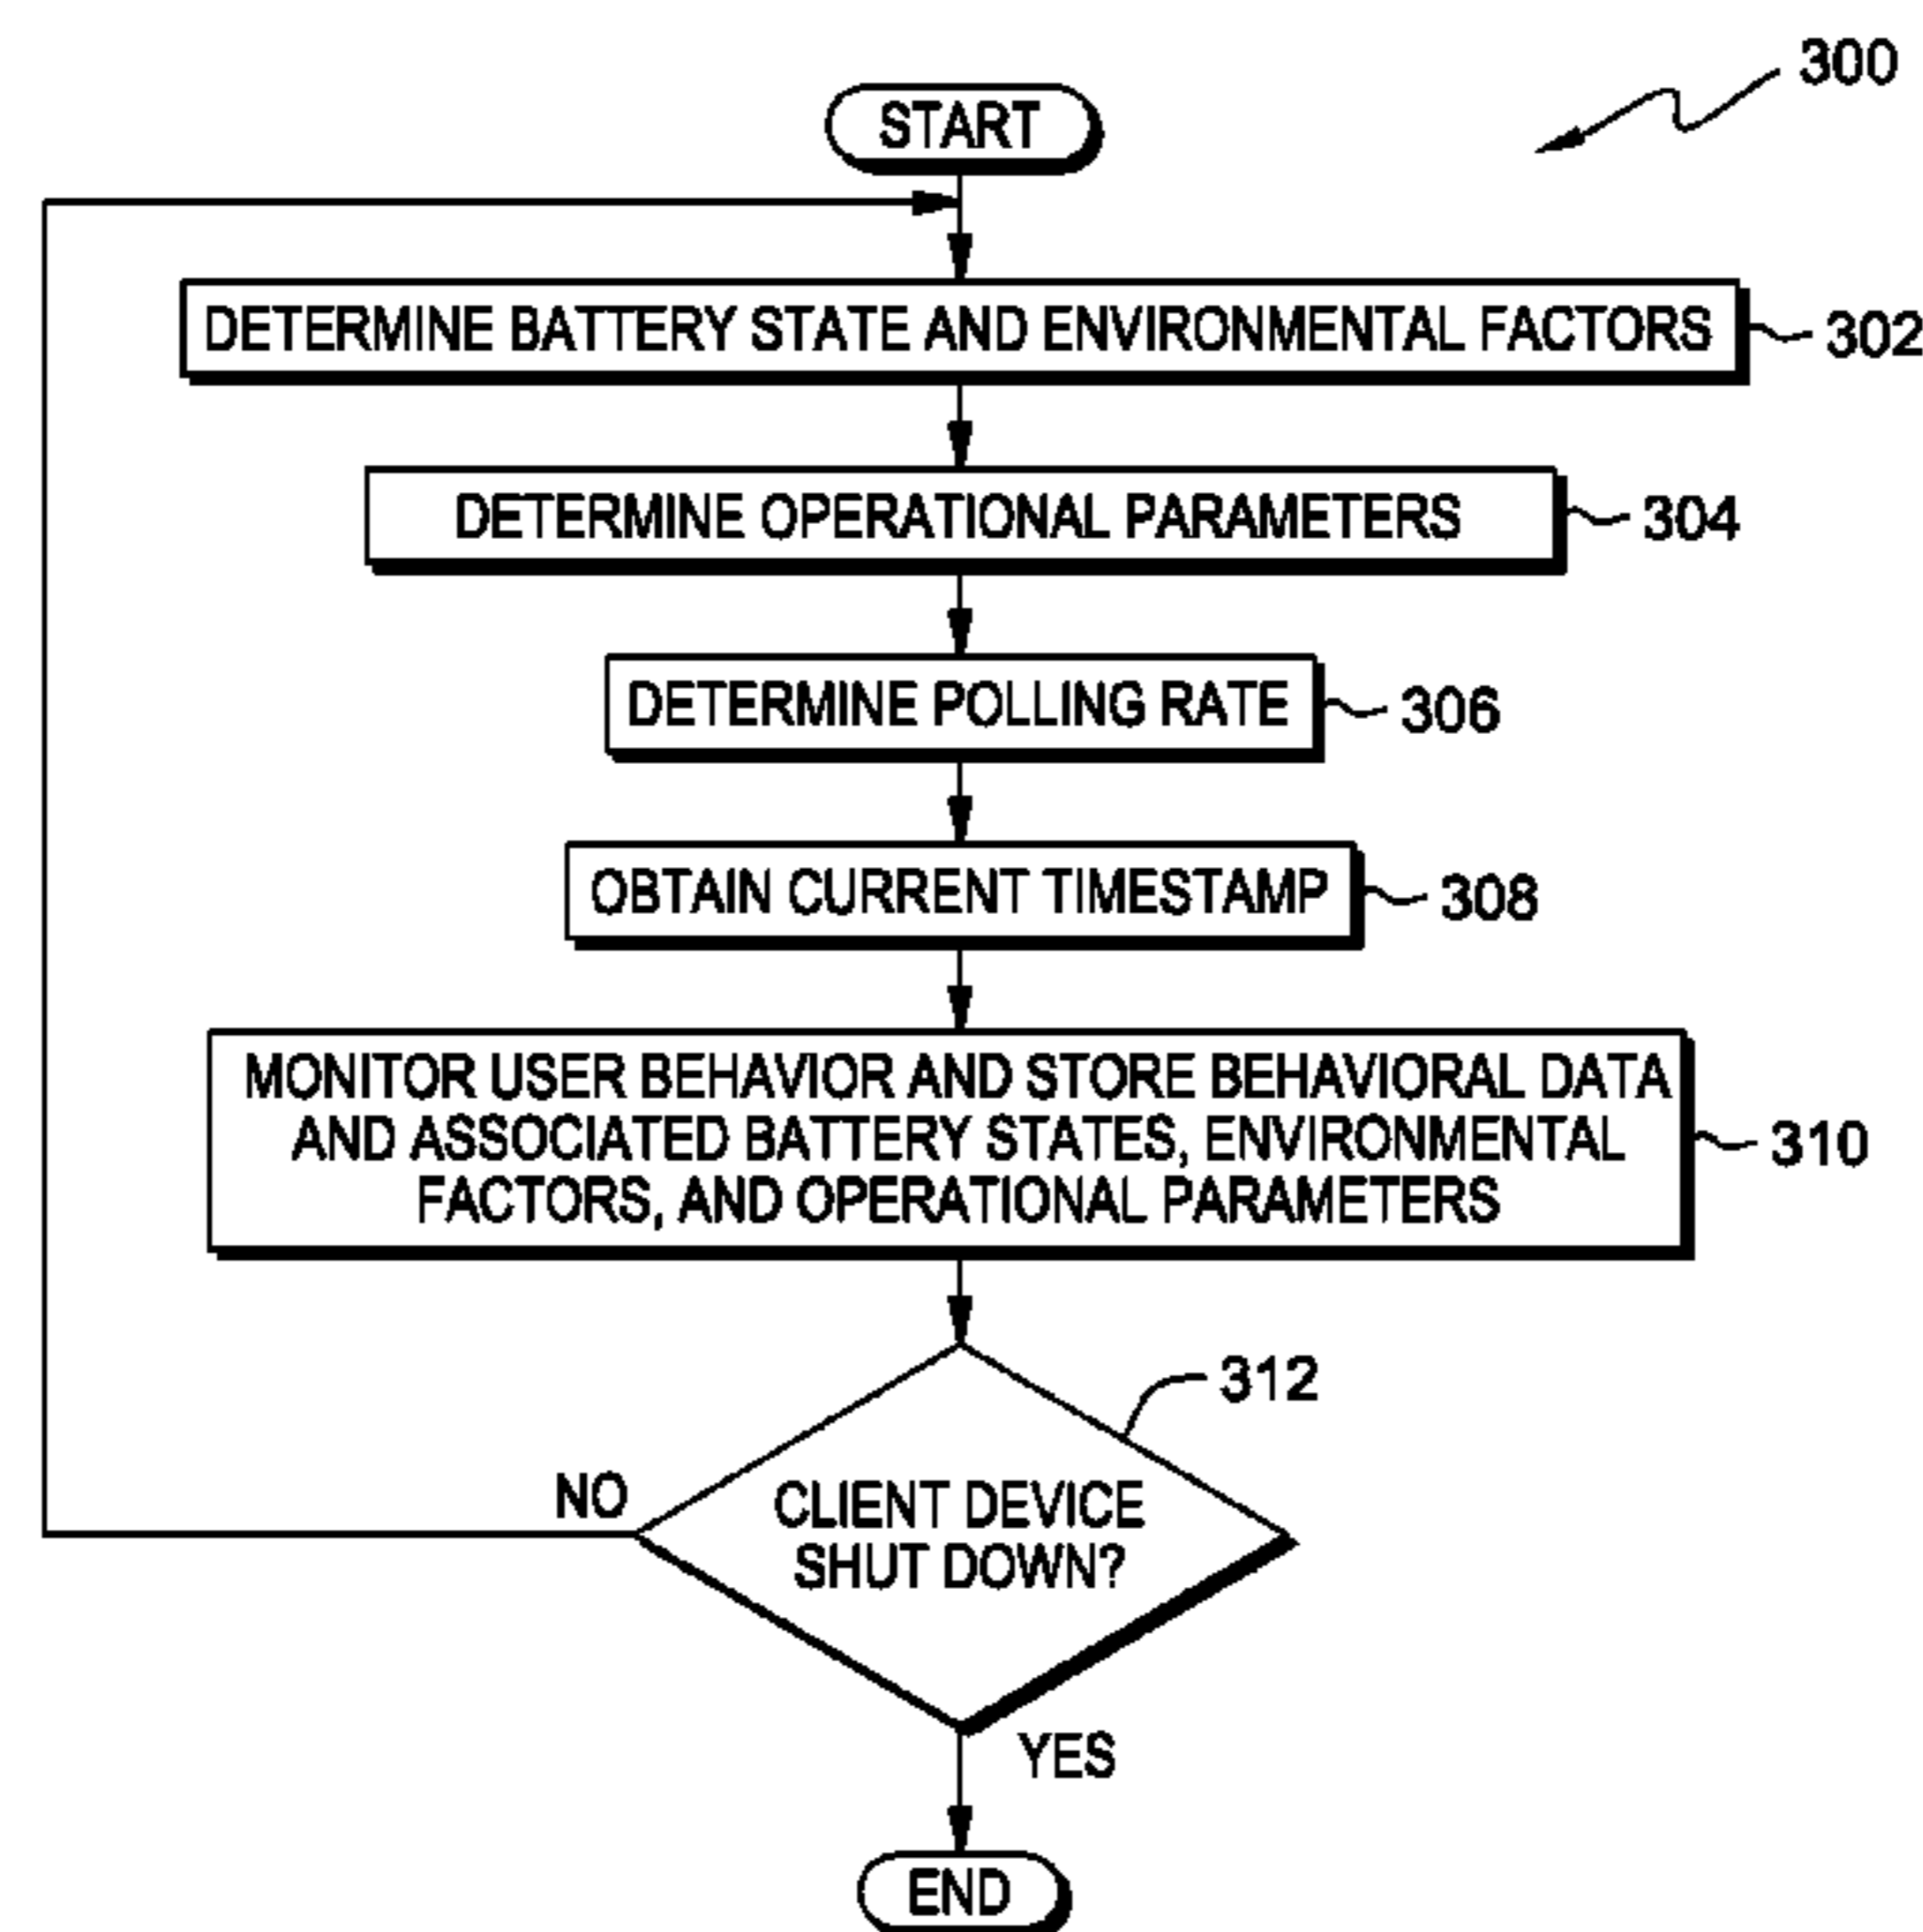 300
START
DETERMINE BATTERY STATE AND ENVIRONMENTAL FACTORS
302
DETERMINE OPERATIONAL PARAMETERS
304
DETERMINE POLLING RATE
306
OBTAIN CURRENT TIMESTAMP
308
MONITOR USER BEHAVIOR AND STORE BEHAVIORAL DATA
AND ASSOCIATED BATTERY STATES, ENVIRONMENTAL
FACTORS, AND OPERATIONAL PARAMETERS
310
312
NO
CLIENT DEVICE
SHUT DOWN?
YES
END